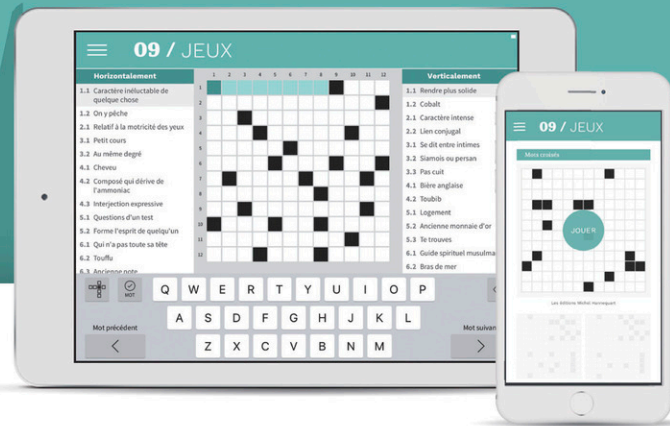 09 / JEUX
Horizontalement
1.1 Caractère inéluctable de
quelque chose
1.2 On y pêche
2.1 Relatif à la motricité des yeux
3.1 Petit cours
3.2 Au même degré
4.1 Cheveu
4.2 Composé qui dérive de
l'ammoniac
4.3 Interjection expressive
5.1 Questions d'un test
5.2 Forme l'esprit de quelqu'un
6.1 Qui n'a pas toute sa tête
6.2 Touffu
6.3 Ancienne note
1 2 3 4 5 6 7 8 9 10 11 12
1
2
3
4
5
6
7
8
9
10
11
12
Verticalement
1.1 Rendre plus solide
1.2 Cobalt
2.1 Caractère intense
2.2 Lien conjugal
3.1 Se dit entre intimes
3.2 Siamois ou persan
3.3 Pas cuit
4.1 Bière anglaise
4.2 Toubib
5.1 Logement
5.2 Ancienne monnaie d'or
5.3 Te trouves
6.1 Guide spirituel musulma
6.2 Bras de mer
MOT
Q W E R T Y U I O P
A S D F G H J K L
Z X C V B N M
Mot précédent
Mot suivan
09 / JEUX
Mots croisés
JOUER
Les éditions Michel Hennequart